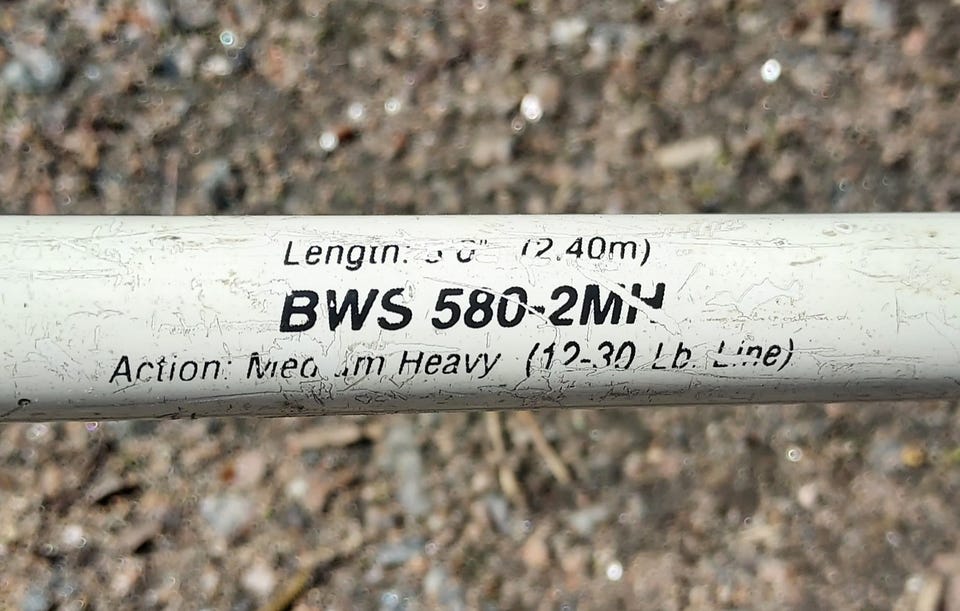 Length: (2.40m)
BWS 580-2MH
Action: Medium Heavy (12-30 Lb. Line)